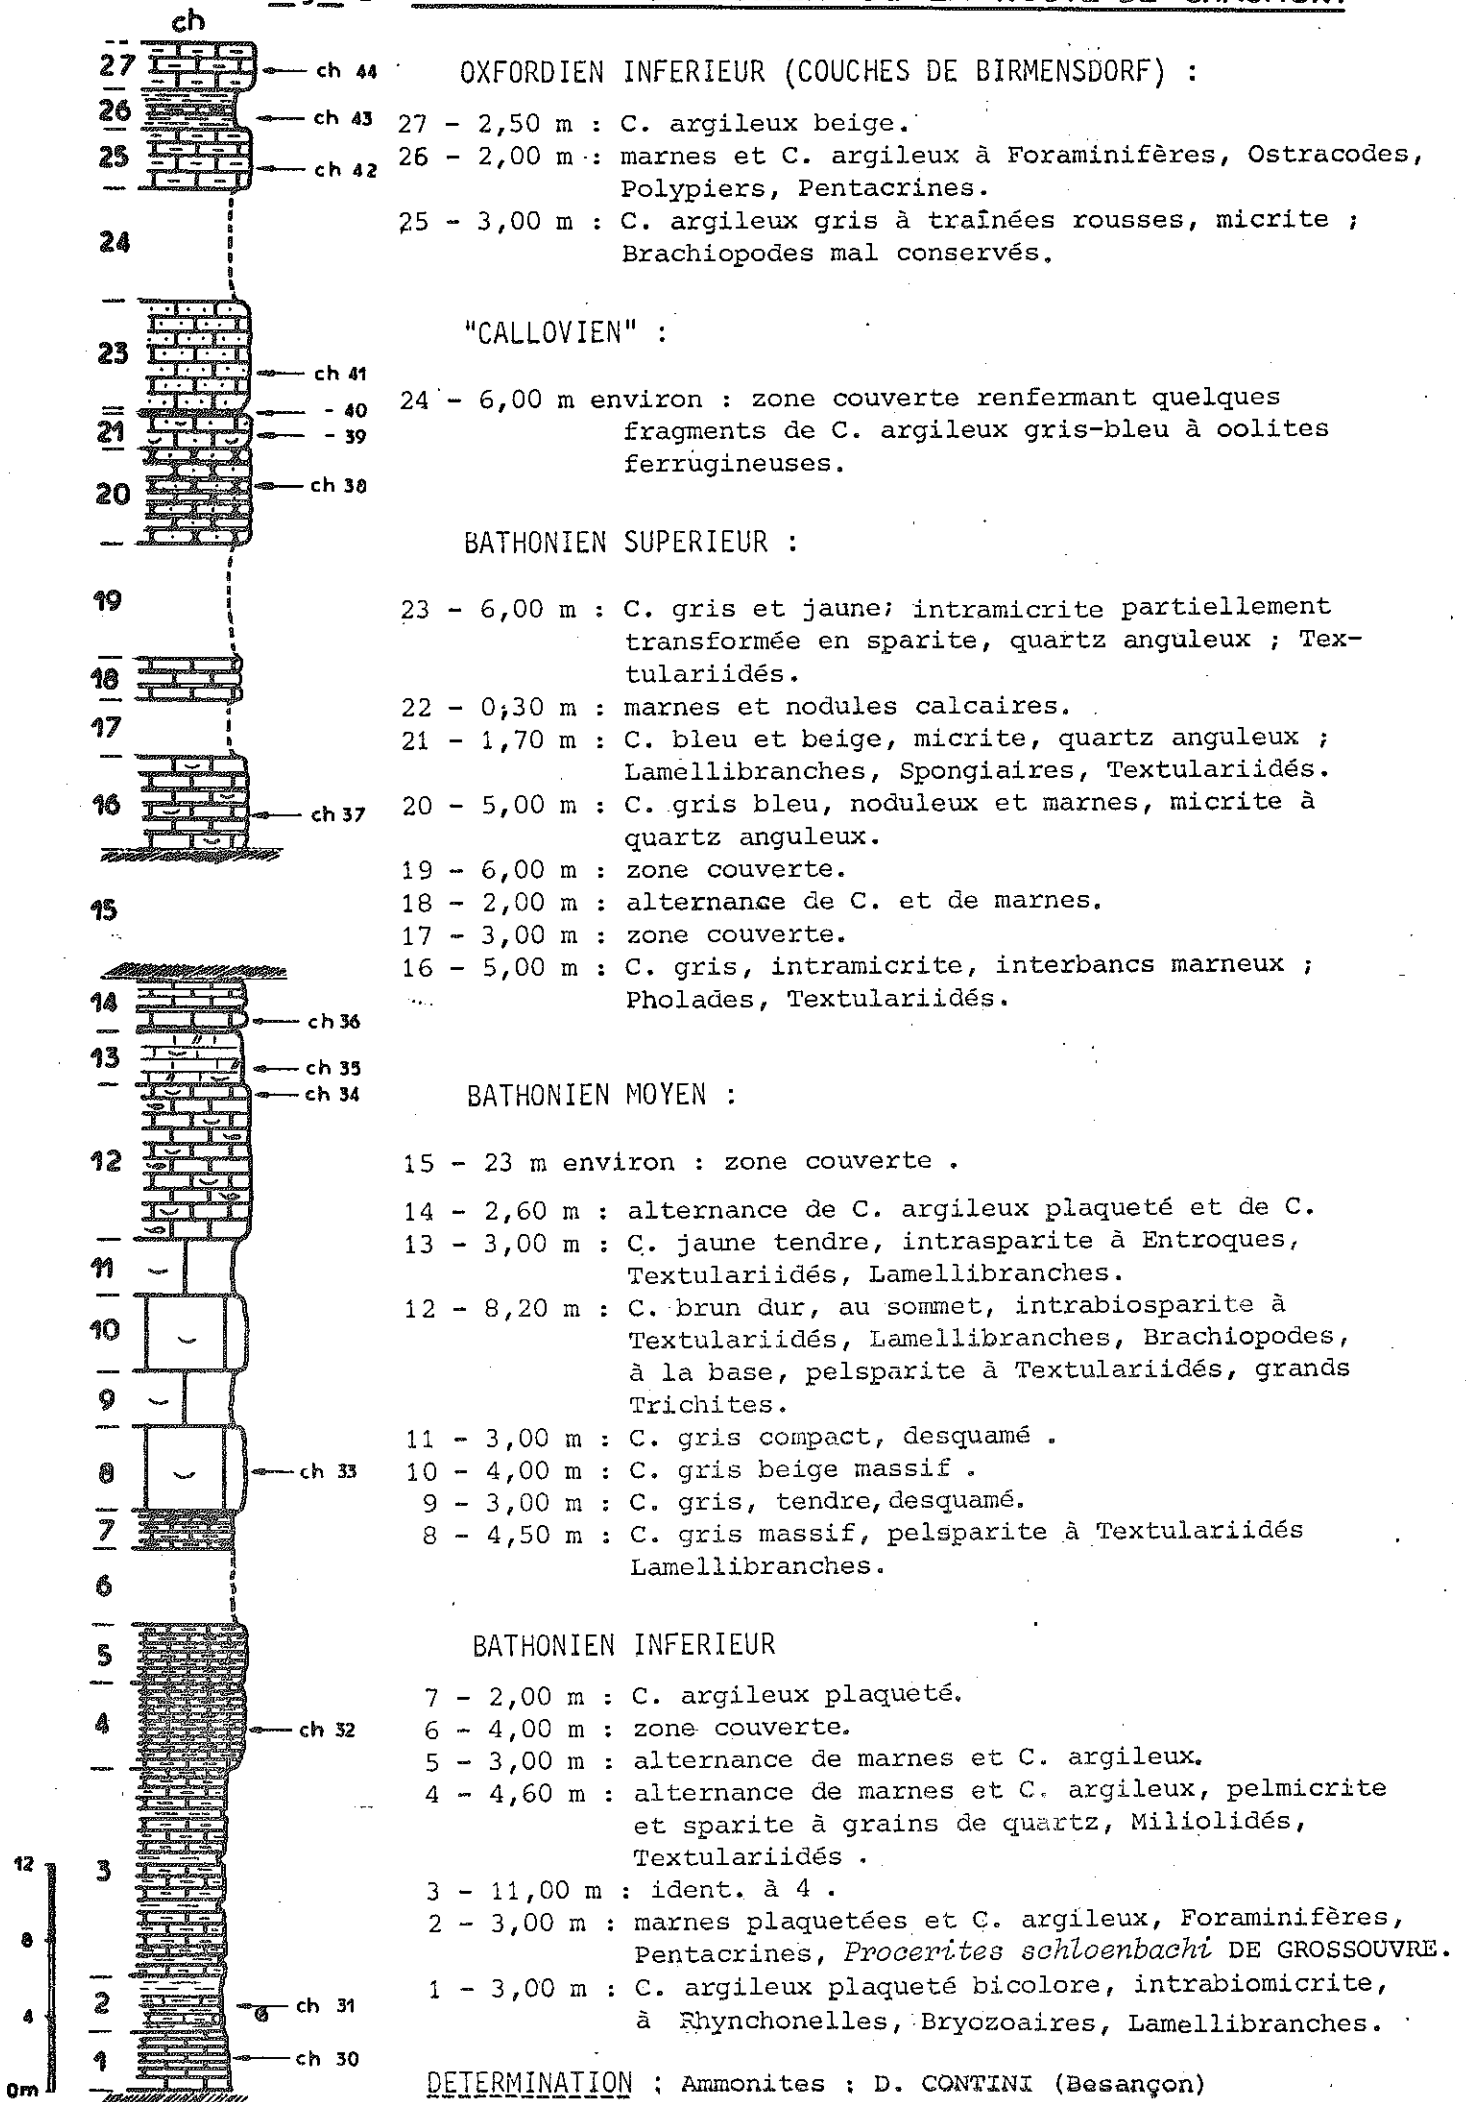 ch
27
ch 44
26
ch 43
25
ch 42
24
23
ch 41
- 40
21
- 39
20
ch 38
19
18
17
16
ch 37
15
14
ch 36
13
ch 35
ch 34
12
11
10
9
8
ch 33
7
6
5
4
ch 32
3
2
ch 31
1
ch 30
12
8
4
0m
OXFORDIEN INFERIEUR (COUCHES DE BIRMENSDORF) :
27 - 2,50 m : C. argileux beige.
26 - 2,00 m : marnes et C. argileux à Foraminifères, Ostracodes,
Polypiers, Pentacrines.
25 - 3,00 m : C. argileux gris à traînées rousses, micrite ;
Brachiopodes mal conservés.
"CALLOVIEN" :
24 - 6,00 m environ : zone couverte renfermant quelques
fragments de C. argileux gris-bleu à oolites
ferrugineuses.
BATHONIEN SUPERIEUR :
23 - 6,00 m : C. gris et jaune; intramicrite partiellement
transformée en sparite, quartz anguleux ; Tex-
tulariidés.
22 - 0;30 m : marnes et nodules calcaires.
21 - 1,70 m : C. bleu et beige, micrite, quartz anguleux ;
Lamellibranches, Spongiaires, Textulariidés.
20 - 5,00 m : C. gris bleu, noduleux et marnes, micrite à
quartz anguleux.
19 - 6,00 m : zone couverte.
18 - 2,00 m : alternance de C. et de marnes.
17 - 3,00 m : zone couverte.
16 - 5,00 m : C. gris, intramicrite, interbancs marneux ;
Pholades, Textulariidés.
BATHONIEN MOYEN :
15 - 23 m environ : zone couverte .
14 - 2,60 m : alternance de C. argileux plaqueté et de C.
13 - 3,00 m : C. jaune tendre, intrasparite à Entroques,
Textulariidés, Lamellibranches.
12 - 8,20 m : C. brun dur, au sommet, intrabiosparite à
Textulariidés, Lamellibranches, Brachiopodes,
à la base, pelsparite à Textulariidés, grands
Trichites.
11 - 3,00 m : C. gris compact, desquamé .
10 - 4,00 m : C. gris beige massif .
9 - 3,00 m : C. gris, tendre, desquamé.
8 - 4,50 m : C. gris massif, pelsparite à Textulariidés
Lamellibranches.
BATHONIEN INFERIEUR
7 - 2,00 m : C. argileux plaqueté.
6 - 4,00 m : zone couverte.
5 - 3,00 m : alternance de marnes et C. argileux.
4 - 4,60 m : alternance de marnes et C. argileux, pelmicrite
et sparite à grains de quartz, Miliolidés,
Textulariidés .
3 - 11,00 m : ident. à 4 .
2 - 3,00 m : marnes plaquetées et C. argileux, Foraminifères,
Pentacrines, Procerites schloenbachi DE GROSSOUVRE.
1 - 3,00 m : C. argileux plaqueté bicolore, intrabiomicrite,
à Rhynchonelles, Bryozoaires, Lamellibranches.
DETERMINATION : Ammonites : D. CONTINI (Besançon)